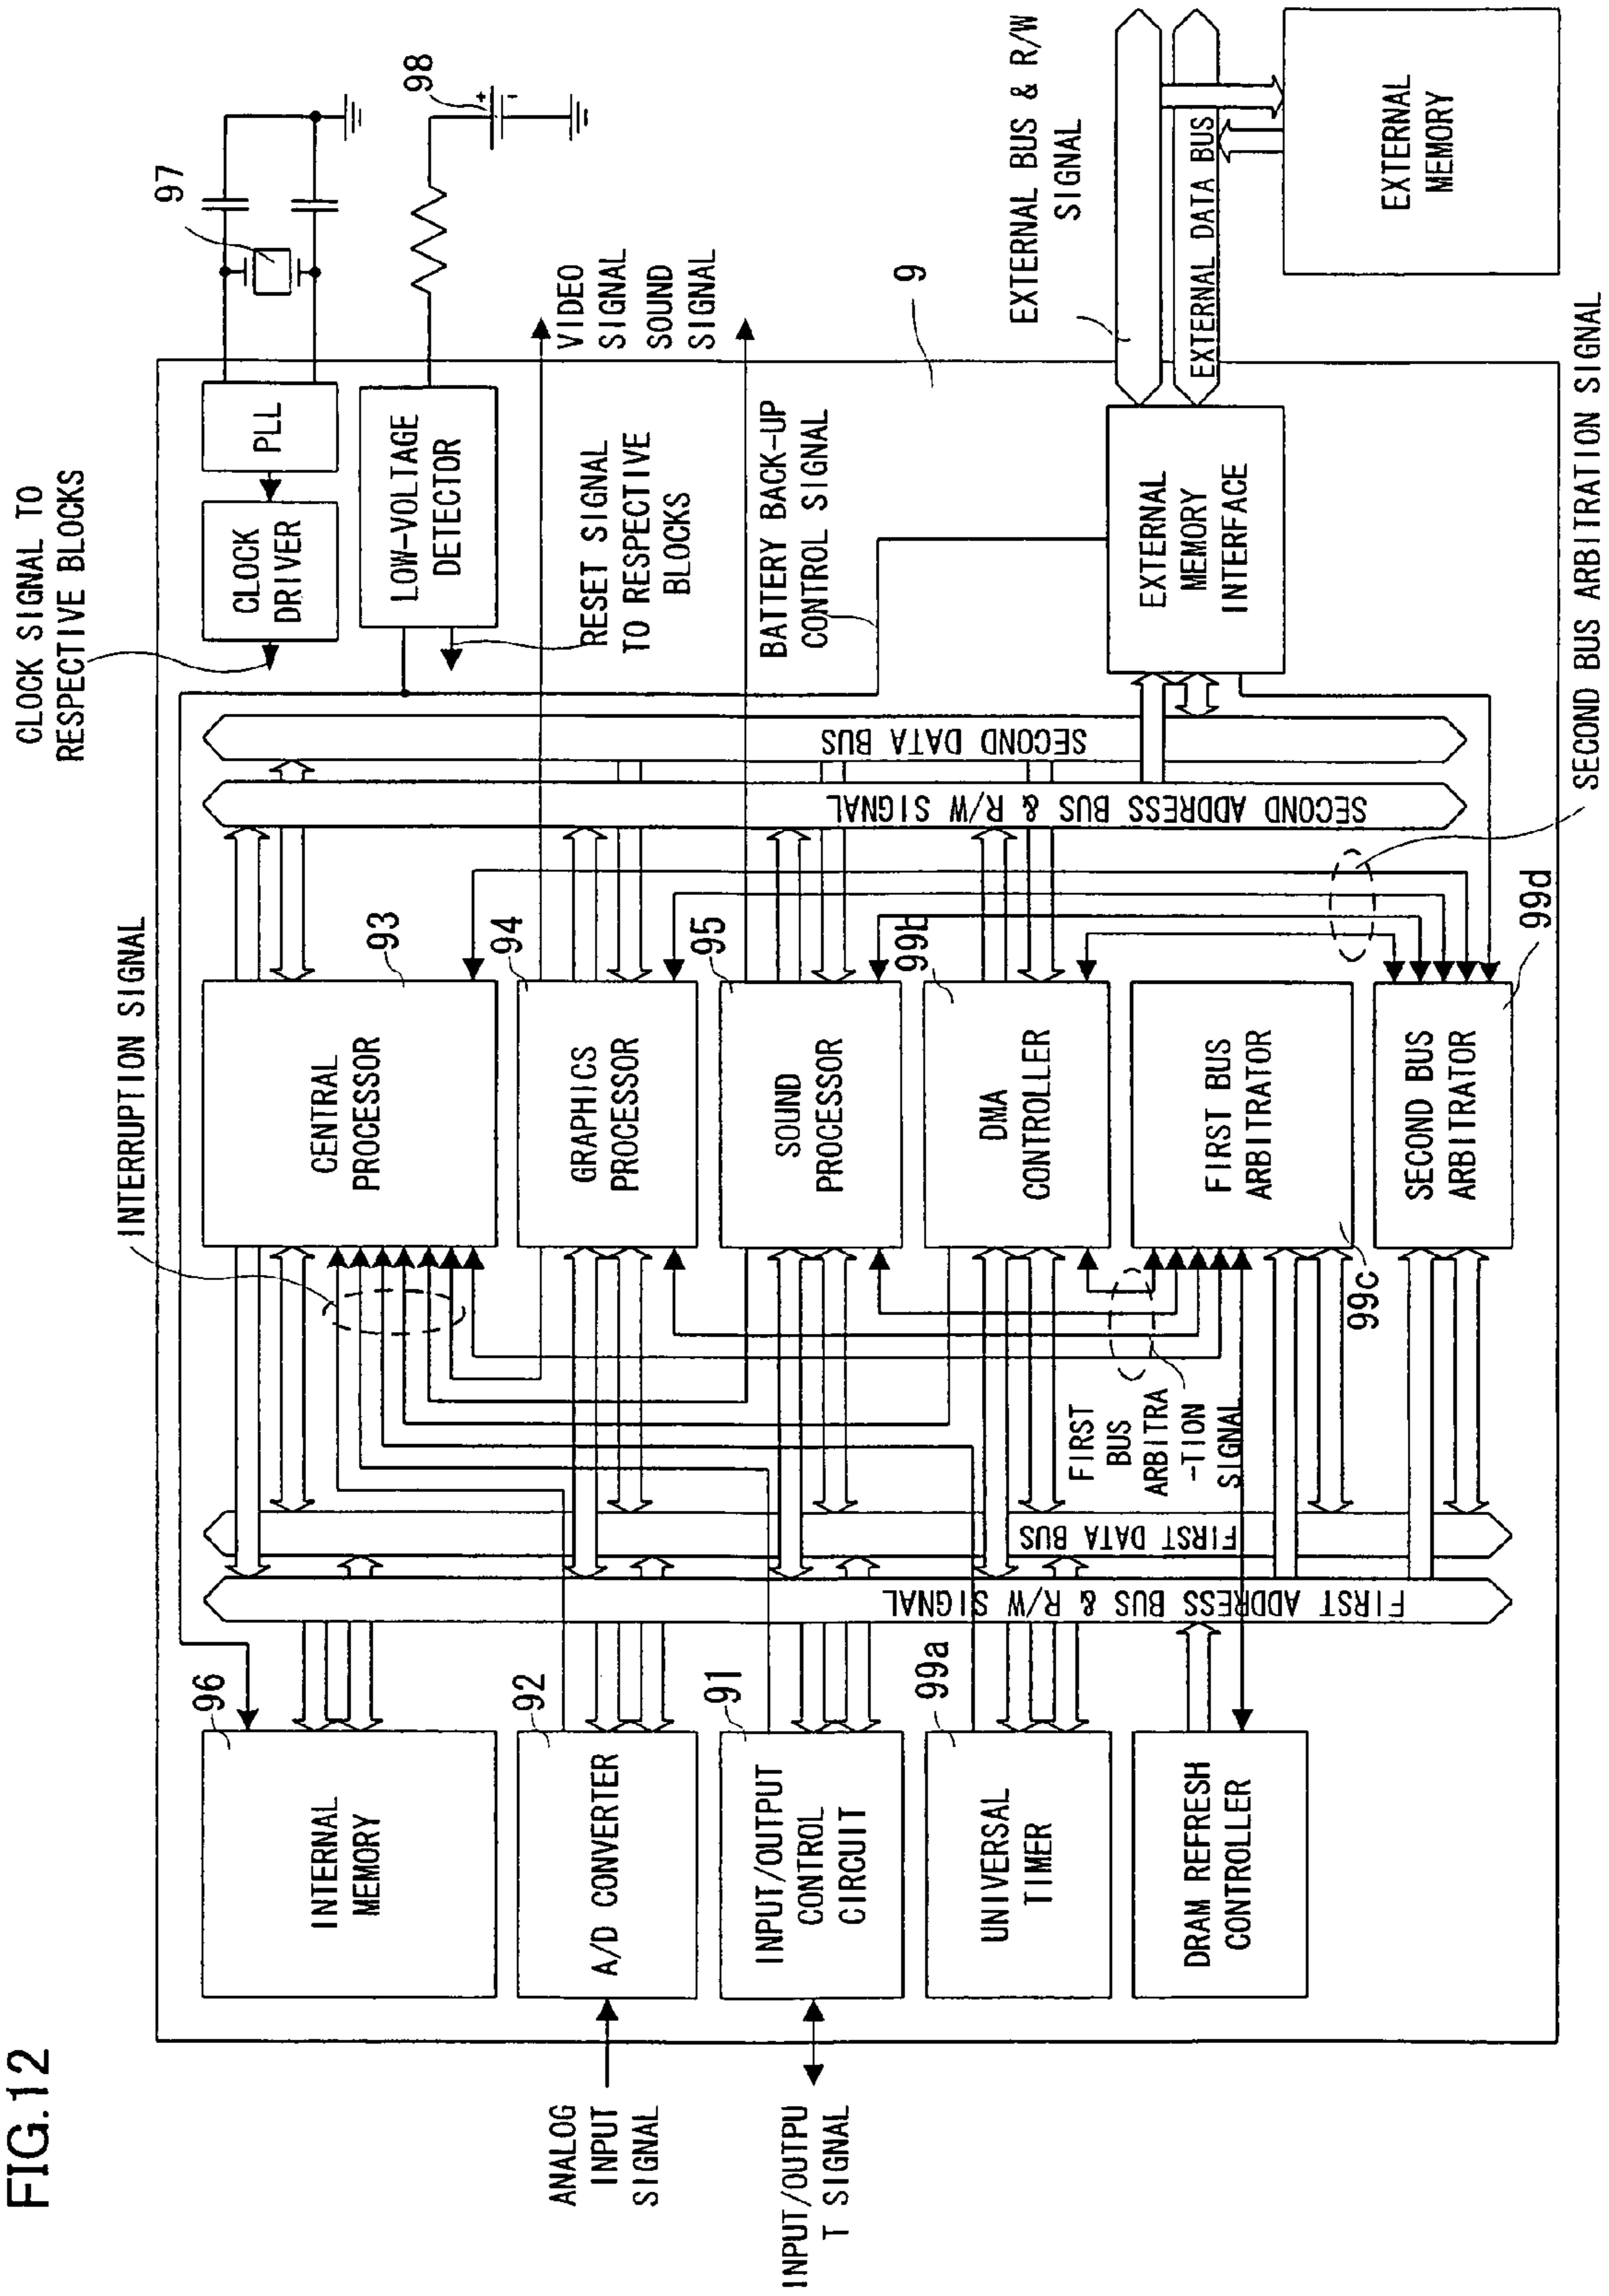 FIG.12
CLOCK SIGNAL TO
RESPECTIVE BLOCKS
97
98
CLOCK
DRIVER
PLL
LOW-VOLTAGE
DETECTOR
RESET SIGNAL
TO RESPECTIVE
BLOCKS
VIDEO
SIGNAL
SOUND
SIGNAL
BATTERY BACK-UP
CONTROL SIGNAL
9
EXTERNAL BUS & R/W
SIGNAL
EXTERNAL DATA BUS
EXTERNAL
MEMORY
EXTERNAL
MEMORY
INTERFACE
SECOND BUS ARBITRATION SIGNAL
SECOND DATA BUS
SECOND ADDRESS BUS & R/W SIGNAL
INTERRUPTION SIGNAL
93
CENTRAL
PROCESSOR
94
GRAPHICS
PROCESSOR
95
SOUND
PROCESSOR
99b
DMA
CONTROLLER
FIRST BUS
ARBITRATOR
99c
SECOND BUS
ARBITRATOR
99d
FIRST
BUS
ARBITRA
-TION
SIGNAL
FIRST DATA BUS
FIRST ADDRESS BUS & R/W SIGNAL
96
INTERNAL
MEMORY
92
A/D CONVERTER
91
INPUT/OUTPUT
CONTROL
CIRCUIT
99a
UNIVERSAL
TIMER
DRAM REFRESH
CONTROLLER
ANALOG
INPUT
SIGNAL
INPUT/OUTPU
T SIGNAL